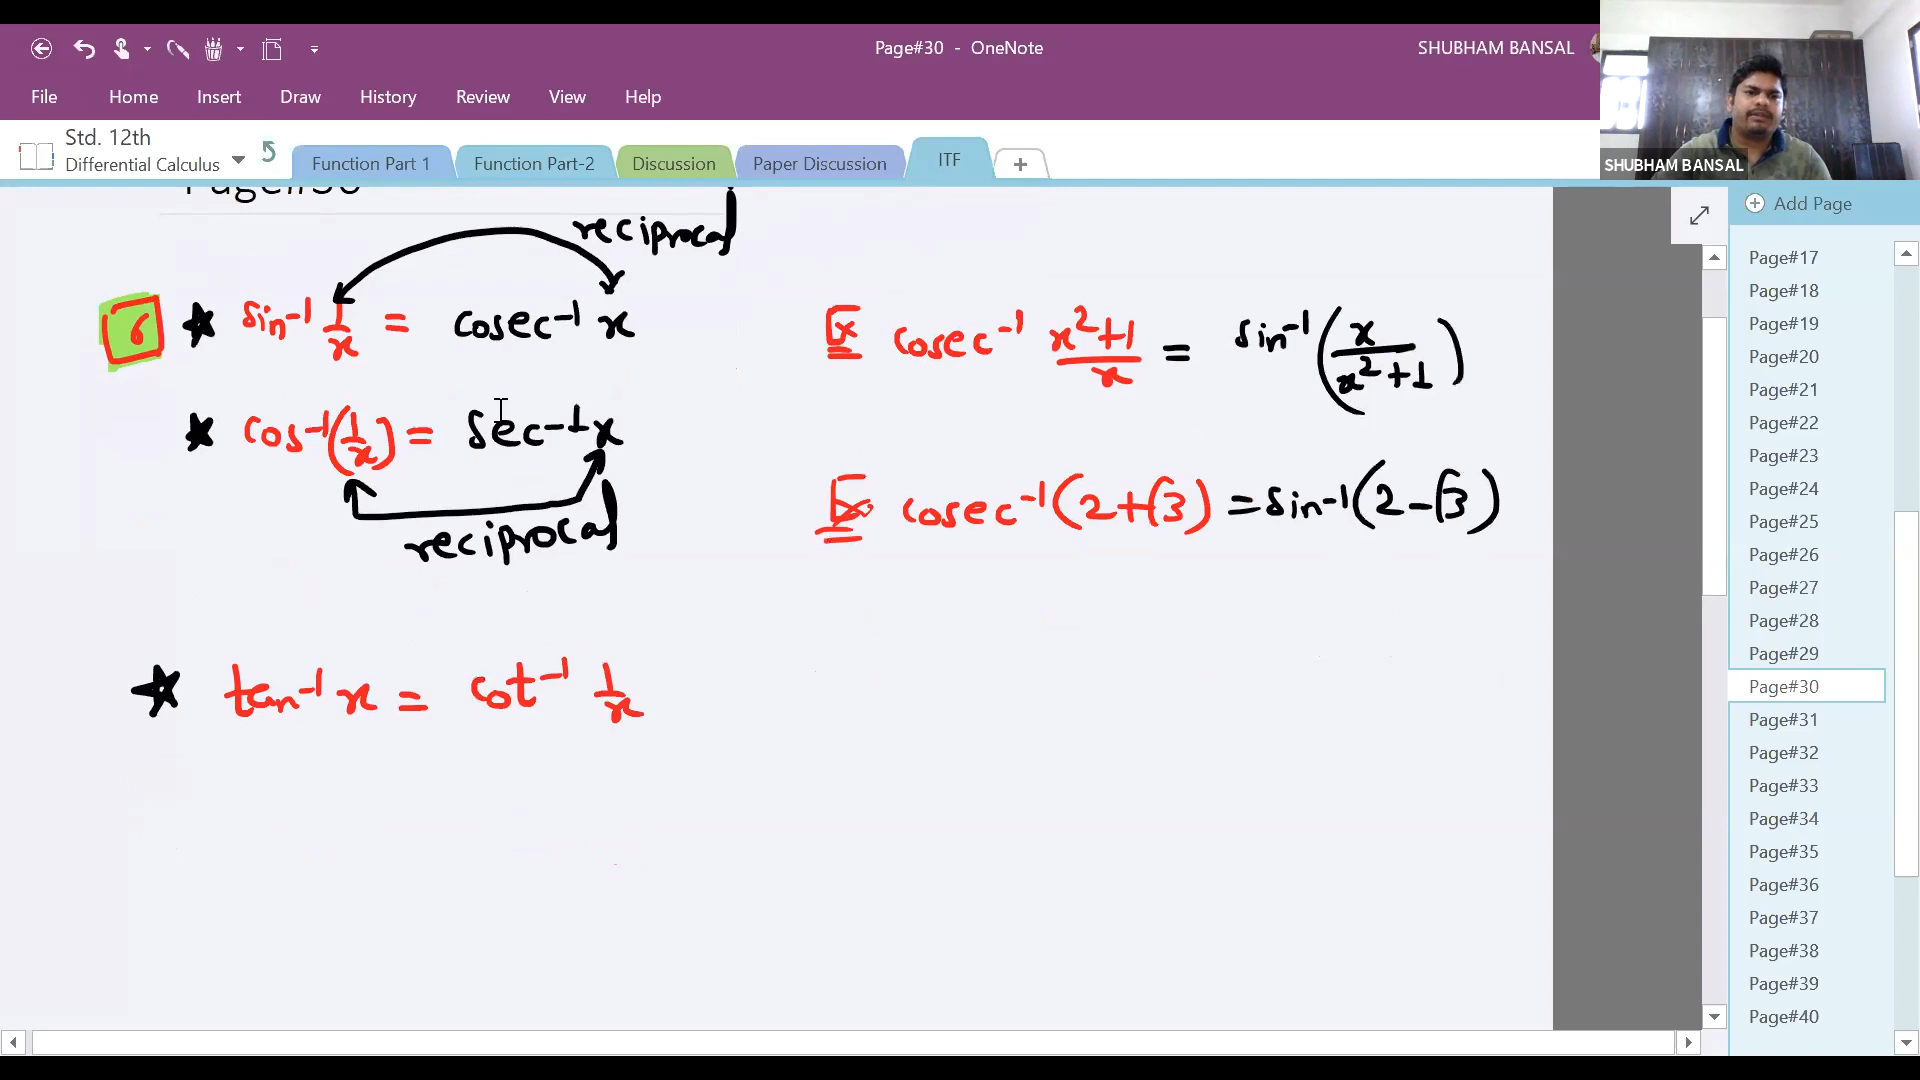 Page#30 - OneNote
SHUBHAM BANSAL
File Home Insert Draw History Review View Help
SHUBHAM BANSAL
Std. 12th
Differential Calculus
Function Part 1
Function Part-2
Discussion
Paper Discussion
ITF
+
Add Page
Page#30
reciprocal
6 ★ sin⁻¹ 1/x = cosec⁻¹ x
★ cos⁻¹(1/x) = sec⁻¹ x
reciprocal
★ tan⁻¹ x = cot⁻¹ 1/x
Ex cosec⁻¹ x²+1/x = sin⁻¹(x/x²+1)
Ex cosec⁻¹(2+√3) = sin⁻¹(2-√3)
Page#17
Page#18
Page#19
Page#20
Page#21
Page#22
Page#23
Page#24
Page#25
Page#26
Page#27
Page#28
Page#29
Page#30
Page#31
Page#32
Page#33
Page#34
Page#35
Page#36
Page#37
Page#38
Page#39
Page#40